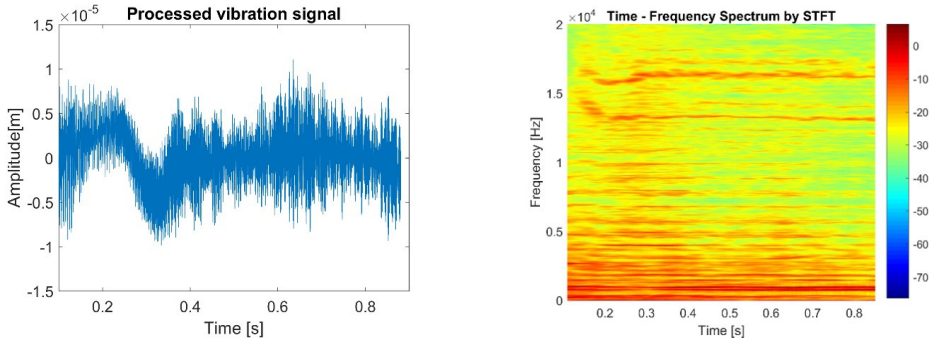 Processed vibration signal
×10⁻⁵
1.5
1
0.5
0
-0.5
-1
-1.5
Amplitude[m]
0.2 0.4 0.6 0.8
Time [s]
Time - Frequency Spectrum by STFT
×10⁴
2
1.5
1
0.5
0
Frequency [Hz]
0.2 0.3 0.4 0.5 0.6 0.7 0.8
Time [s]
0
-10
-20
-30
-40
-50
-60
-70